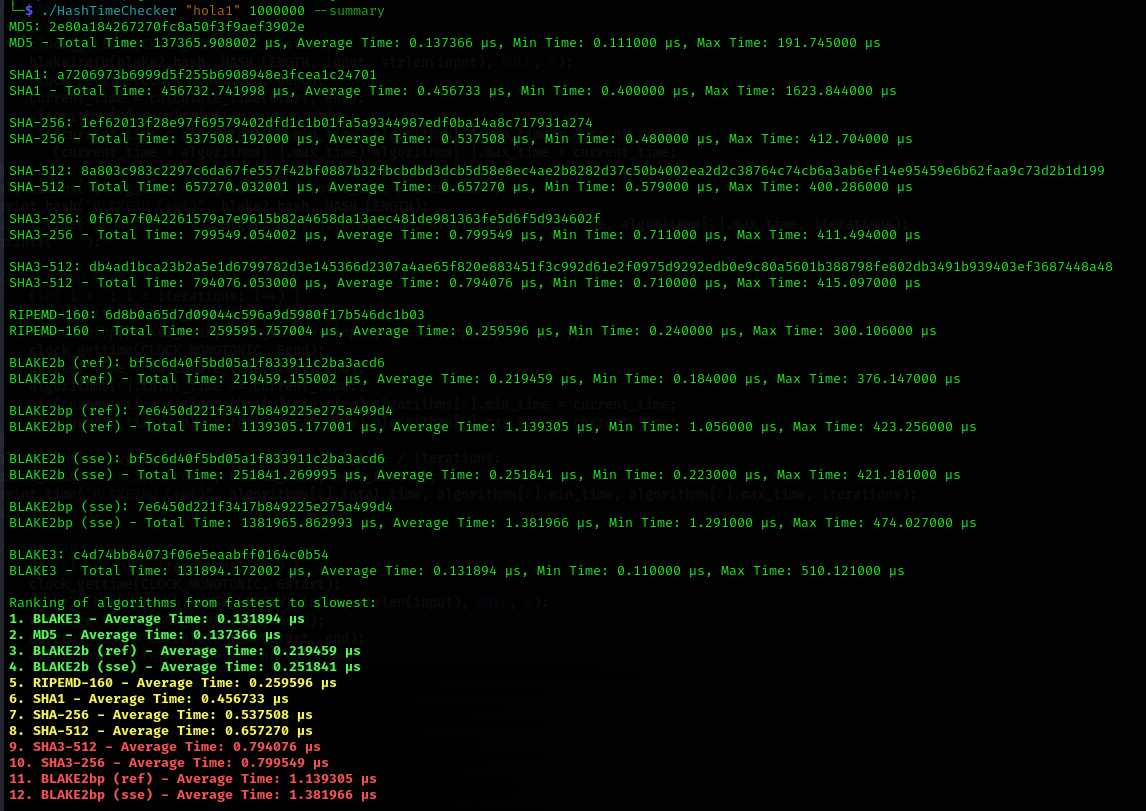 └─$ ./HashTimeChecker "hola1" 1000000 --summary
MD5: 2e80a184267270fc8a50f3f9aef3902e
MD5 - Total Time: 137365.908002 µs, Average Time: 0.137366 µs, Min Time: 0.111000 µs, Max Time: 191.745000 µs
SHA1: a7206973b6999d5f255b6908948e3fcea1c24701
SHA1 - Total Time: 456732.741998 µs, Average Time: 0.456733 µs, Min Time: 0.400000 µs, Max Time: 1623.844000 µs
SHA-256: 1ef62013f28e97f69579402dfd1c1b01fa5a9344987edf0ba14a8c717931a274
SHA-256 - Total Time: 537508.192000 µs, Average Time: 0.537508 µs, Min Time: 0.480000 µs, Max Time: 412.704000 µs
SHA-512: 8a803c983c2297c6da67fe557f42bf0887b32fbcbdbd3dcb5d58e8ec4ae2b8282d37c50b4002ea2d2c38764c74cb6a3ab6ef14e95459e6b62faa9c73d2b1d199
SHA-512 - Total Time: 657270.032001 µs, Average Time: 0.657270 µs, Min Time: 0.579000 µs, Max Time: 400.286000 µs
SHA3-256: 0f67a7f042261579a7e9615b82a4658da13aec481de981363fe5d6f5d934602f
SHA3-256 - Total Time: 799549.054002 µs, Average Time: 0.799549 µs, Min Time: 0.711000 µs, Max Time: 411.494000 µs
SHA3-512: db4ad1bca23b2a5e1d6799782d3e145366d2307a4ae65f820e883451f3c992d61e2f0975d9292edb0e9c80a5601b388798fe802db3491b939403ef3687448a48
SHA3-512 - Total Time: 794076.053000 µs, Average Time: 0.794076 µs, Min Time: 0.710000 µs, Max Time: 415.097000 µs
RIPEMD-160: 6d8b0a65d7d09044c596a9d5980f17b546dc1b03
RIPEMD-160 - Total Time: 259595.757004 µs, Average Time: 0.259596 µs, Min Time: 0.240000 µs, Max Time: 300.106000 µs
BLAKE2b (ref): bf5c6d40f5bd05a1f833911c2ba3acd6
BLAKE2b (ref) - Total Time: 219459.155002 µs, Average Time: 0.219459 µs, Min Time: 0.184000 µs, Max Time: 376.147000 µs
BLAKE2bp (ref): 7e6450d221f3417b849225e275a499d4
BLAKE2bp (ref) - Total Time: 1139305.177001 µs, Average Time: 1.139305 µs, Min Time: 1.056000 µs, Max Time: 423.256000 µs
BLAKE2b (sse): bf5c6d40f5bd05a1f833911c2ba3acd6
BLAKE2b (sse) - Total Time: 251841.269995 µs, Average Time: 0.251841 µs, Min Time: 0.223000 µs, Max Time: 421.181000 µs
BLAKE2bp (sse): 7e6450d221f3417b849225e275a499d4
BLAKE2bp (sse) - Total Time: 1381965.862993 µs, Average Time: 1.381966 µs, Min Time: 1.291000 µs, Max Time: 474.027000 µs
BLAKE3: c4d74bb84073f06e5eaabff0164c0b54
BLAKE3 - Total Time: 131894.172002 µs, Average Time: 0.131894 µs, Min Time: 0.110000 µs, Max Time: 510.121000 µs
Ranking of algorithms from fastest to slowest:
1. BLAKE3 - Average Time: 0.131894 µs
2. MD5 - Average Time: 0.137366 µs
3. BLAKE2b (ref) - Average Time: 0.219459 µs
4. BLAKE2b (sse) - Average Time: 0.251841 µs
5. RIPEMD-160 - Average Time: 0.259596 µs
6. SHA1 - Average Time: 0.456733 µs
7. SHA-256 - Average Time: 0.537508 µs
8. SHA-512 - Average Time: 0.657270 µs
9. SHA3-512 - Average Time: 0.794076 µs
10. SHA3-256 - Average Time: 0.799549 µs
11. BLAKE2bp (ref) - Average Time: 1.139305 µs
12. BLAKE2bp (sse) - Average Time: 1.381966 µs